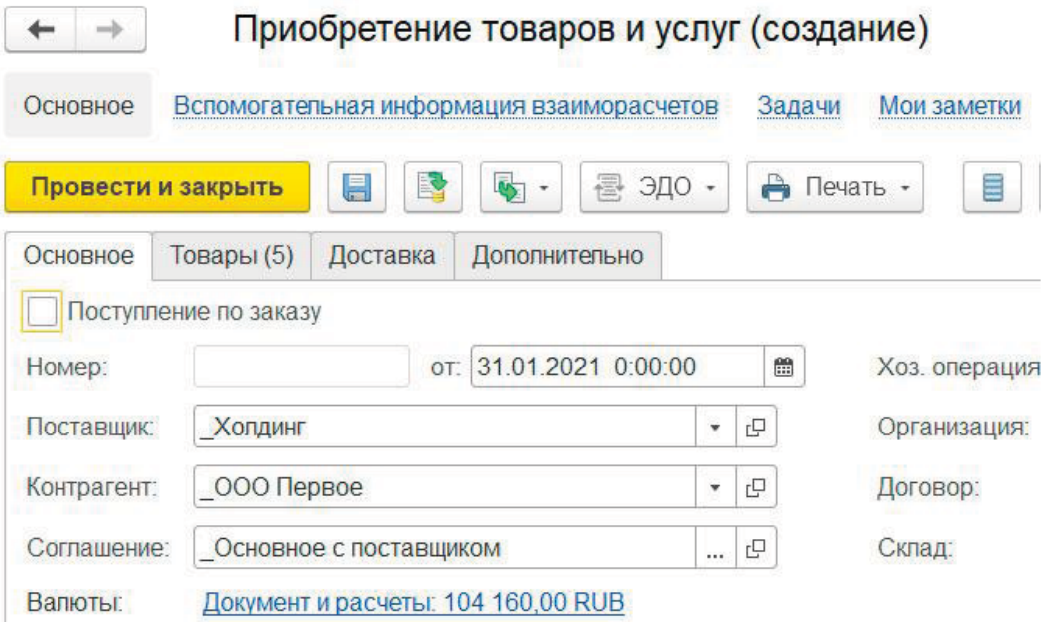 Приобретение товаров и услуг (создание)
Основное Вспомогательная информация взаиморасчетов Задачи Мои заметки
Провести и закрыть ЭДО Печать
Основное Товары (5) Доставка Дополнительно
Поступление по заказу
Номер: от: 31.01.2021 0:00:00 Хоз. операция
Поставщик: _Холдинг Организация:
Контрагент: _ООО Первое Договор:
Соглашение: _Основное с поставщиком ... Склад:
Валюты: Документ и расчеты: 104 160,00 RUB